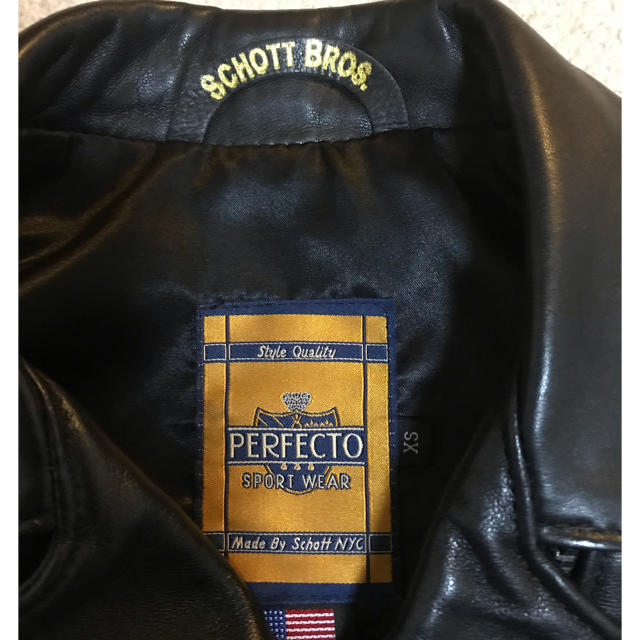 SCHOTT BROS.
Style Quality
PERFECTO
SPORT WEAR
Made By Schott NYC
XS